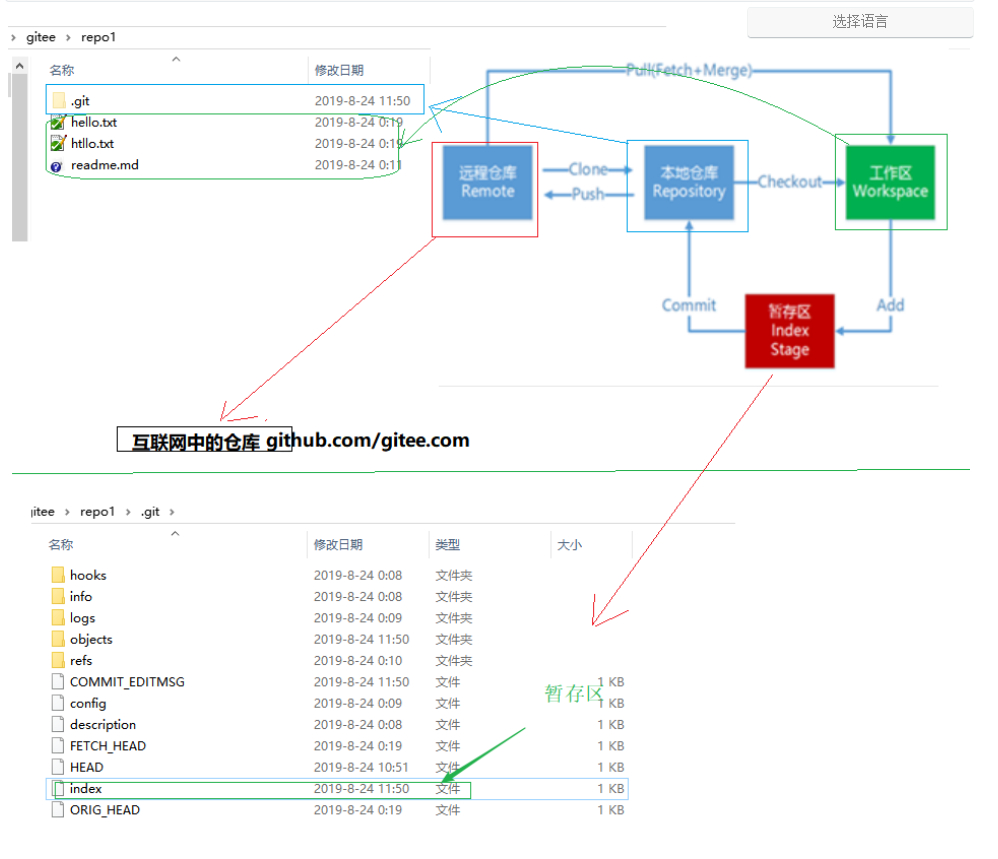 选择语言
› gitee › repo1
名称 修改日期
.git 2019-8-24 11:50
hello.txt 2019-8-24 0:19
htllo.txt 2019-8-24 0:19
readme.md 2019-8-24 0:11
Pull(Fetch+Merge)
远程仓库
Remote
Clone
Push
本地仓库
Repository
Checkout
工作区
Workspace
Commit
Add
暂存区
Index
Stage
互联网中的仓库 github.com/gitee.com
gitee › repo1 › .git ›
名称 修改日期 类型 大小
hooks 2019-8-24 0:08 文件夹
info 2019-8-24 0:08 文件夹
logs 2019-8-24 0:09 文件夹
objects 2019-8-24 11:50 文件夹
refs 2019-8-24 0:10 文件夹
COMMIT_EDITMSG 2019-8-24 11:50 文件 1 KB
暂存区
config 2019-8-24 0:09 文件 1 KB
description 2019-8-24 0:08 文件 1 KB
FETCH_HEAD 2019-8-24 0:19 文件 1 KB
HEAD 2019-8-24 10:51 文件 1 KB
index 2019-8-24 11:50 文件 1 KB
ORIG_HEAD 2019-8-24 0:19 文件 1 KB